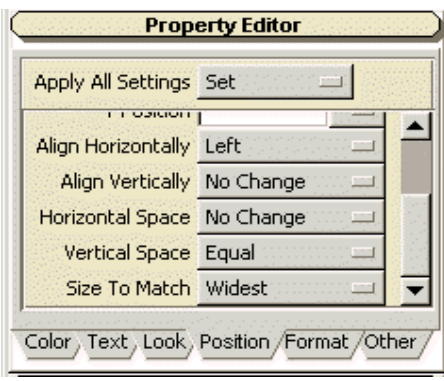 Property Editor
Apply All Settings Set
Position
Align Horizontally Left
Align Vertically No Change
Horizontal Space No Change
Vertical Space Equal
Size To Match Widest
Color Text Look Position Format Other